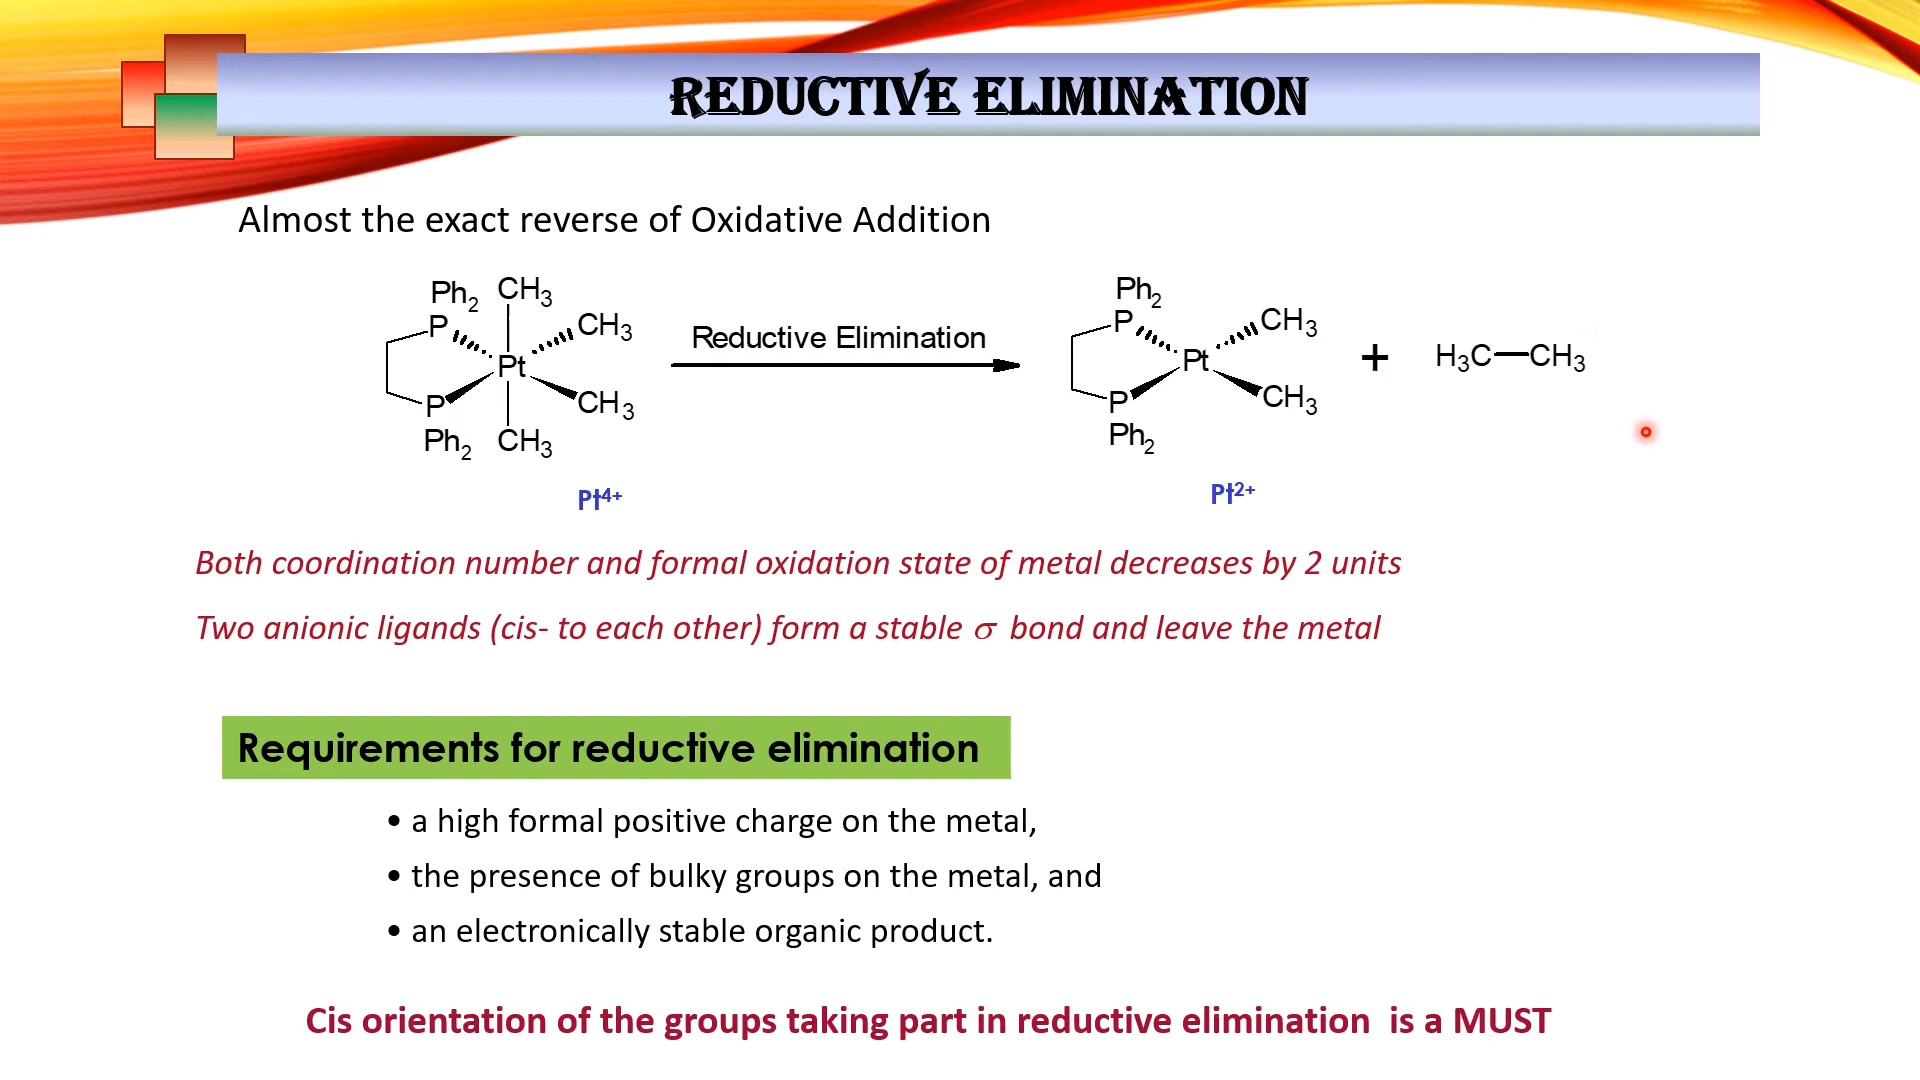 REDUCTIVE ELIMINATION
Almost the exact reverse of Oxidative Addition
Ph2 CH3
P CH3
Pt
P CH3
Ph2 CH3
Reductive Elimination
Ph2
P CH3
Pt
P CH3
Ph2
+
H3C—CH3
Pt4+
Pt2+
Both coordination number and formal oxidation state of metal decreases by 2 units
Two anionic ligands (cis- to each other) form a stable σ bond and leave the metal
Requirements for reductive elimination
• a high formal positive charge on the metal,
• the presence of bulky groups on the metal, and
• an electronically stable organic product.
Cis orientation of the groups taking part in reductive elimination is a MUST